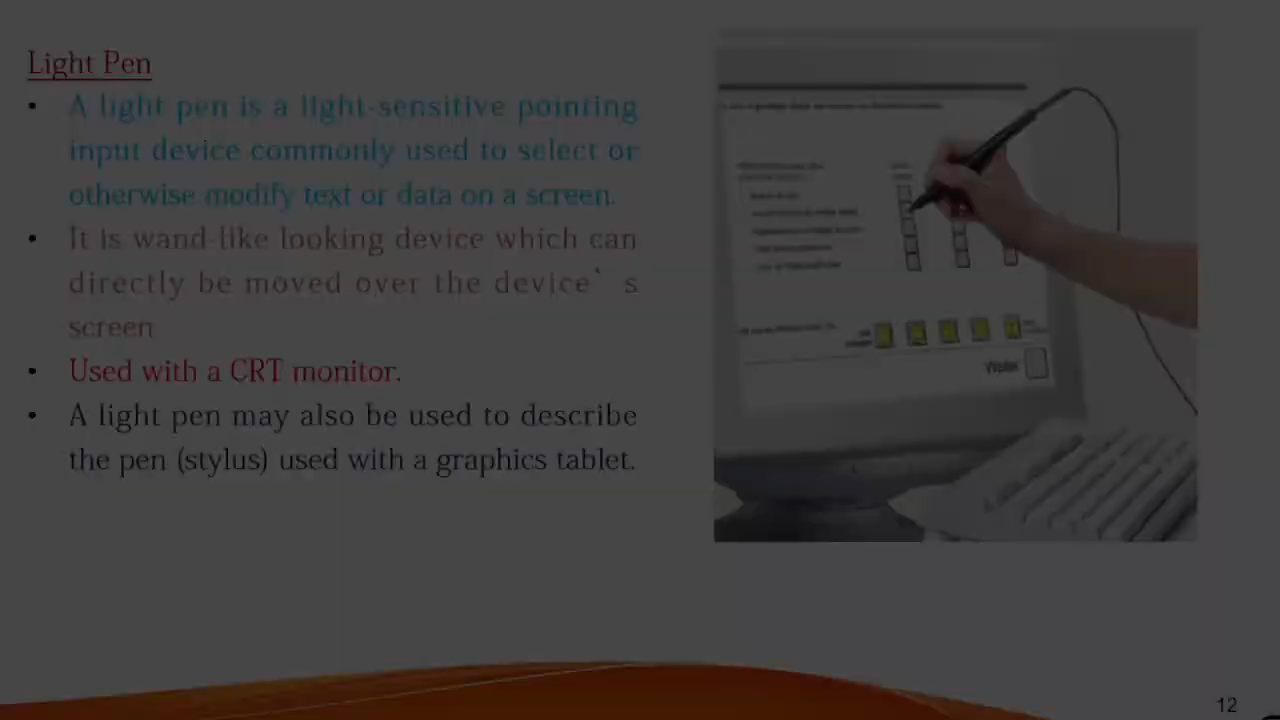 Light Pen
• A light pen is a light-sensitive pointing
input device commonly used to select or
otherwise modify text or data on a screen.
• It is wand-like looking device which can
directly be moved over the device's
screen
• Used with a CRT monitor.
• A light pen may also be used to describe
the pen (stylus) used with a graphics tablet.
12